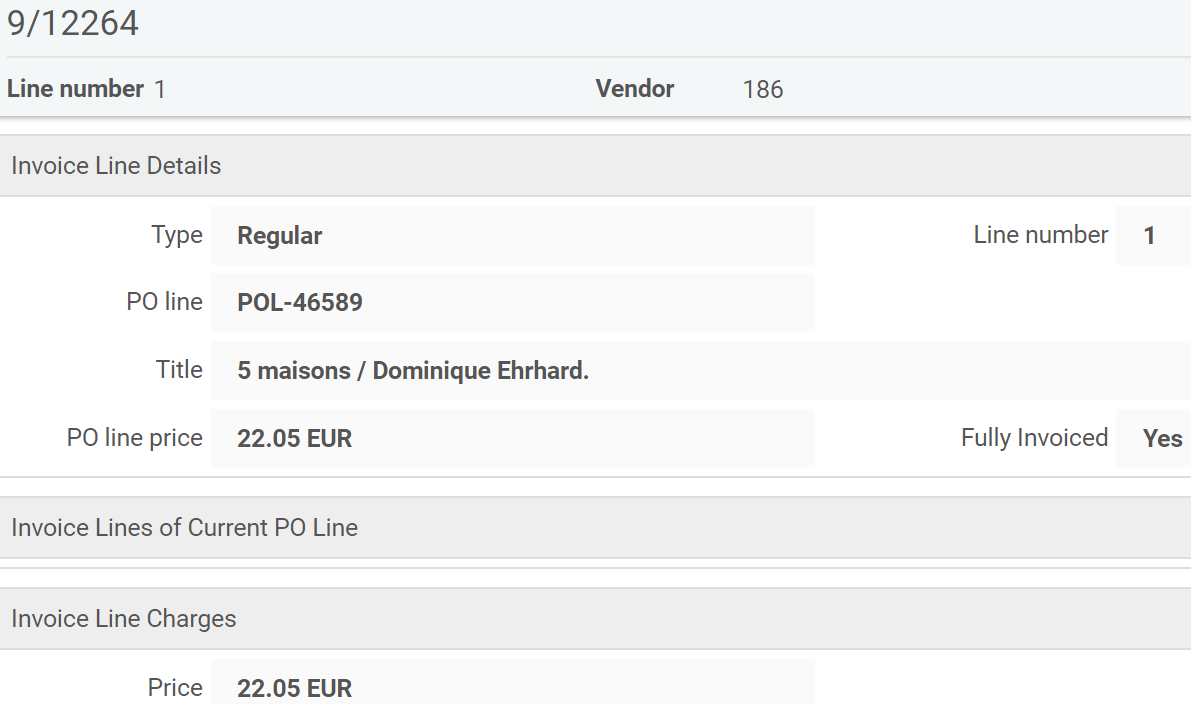 9/12264
Line number 1 Vendor 186
Invoice Line Details
Type Regular Line number 1
PO line POL-46589
Title 5 maisons / Dominique Ehrhard.
PO line price 22.05 EUR Fully Invoiced Yes
Invoice Lines of Current PO Line
Invoice Line Charges
Price 22.05 EUR